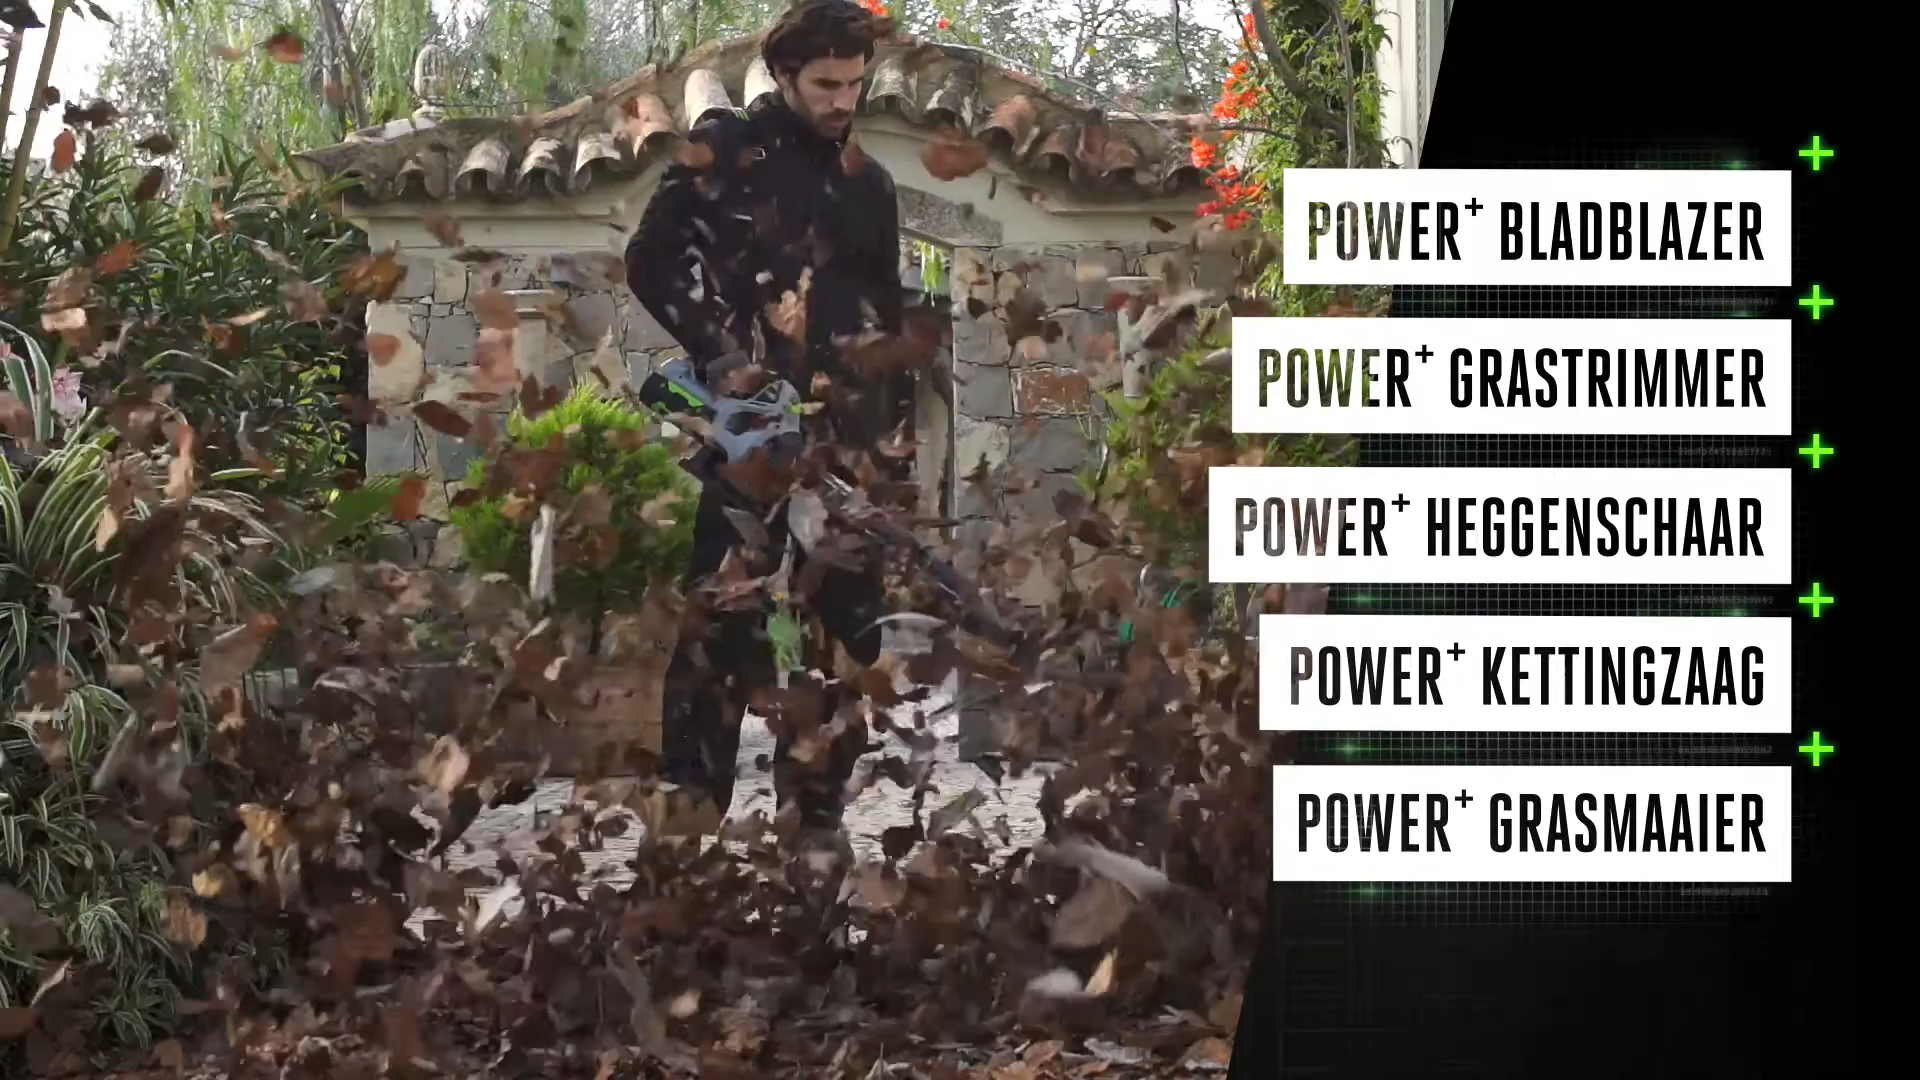 POWER+ BLADBLAZER
POWER+ GRASTRIMMER
POWER+ HEGGENSCHAAR
POWER+ KETTINGZAAG
POWER+ GRASMAAIER